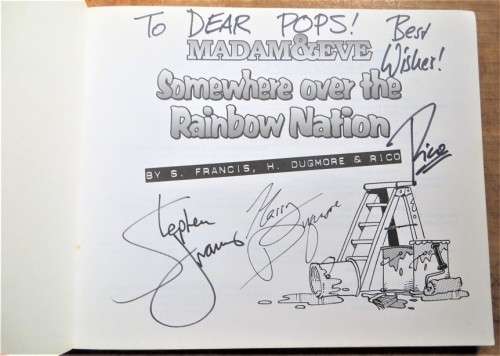 TO DEAR POPS! Best
Wishes!
MADAM & EVE
Somewhere over the
Rainbow Nation
BY S. FRANCIS, H. DUGMORE & RICO
Rico
Stephen
Francis
Harry
Dugmore